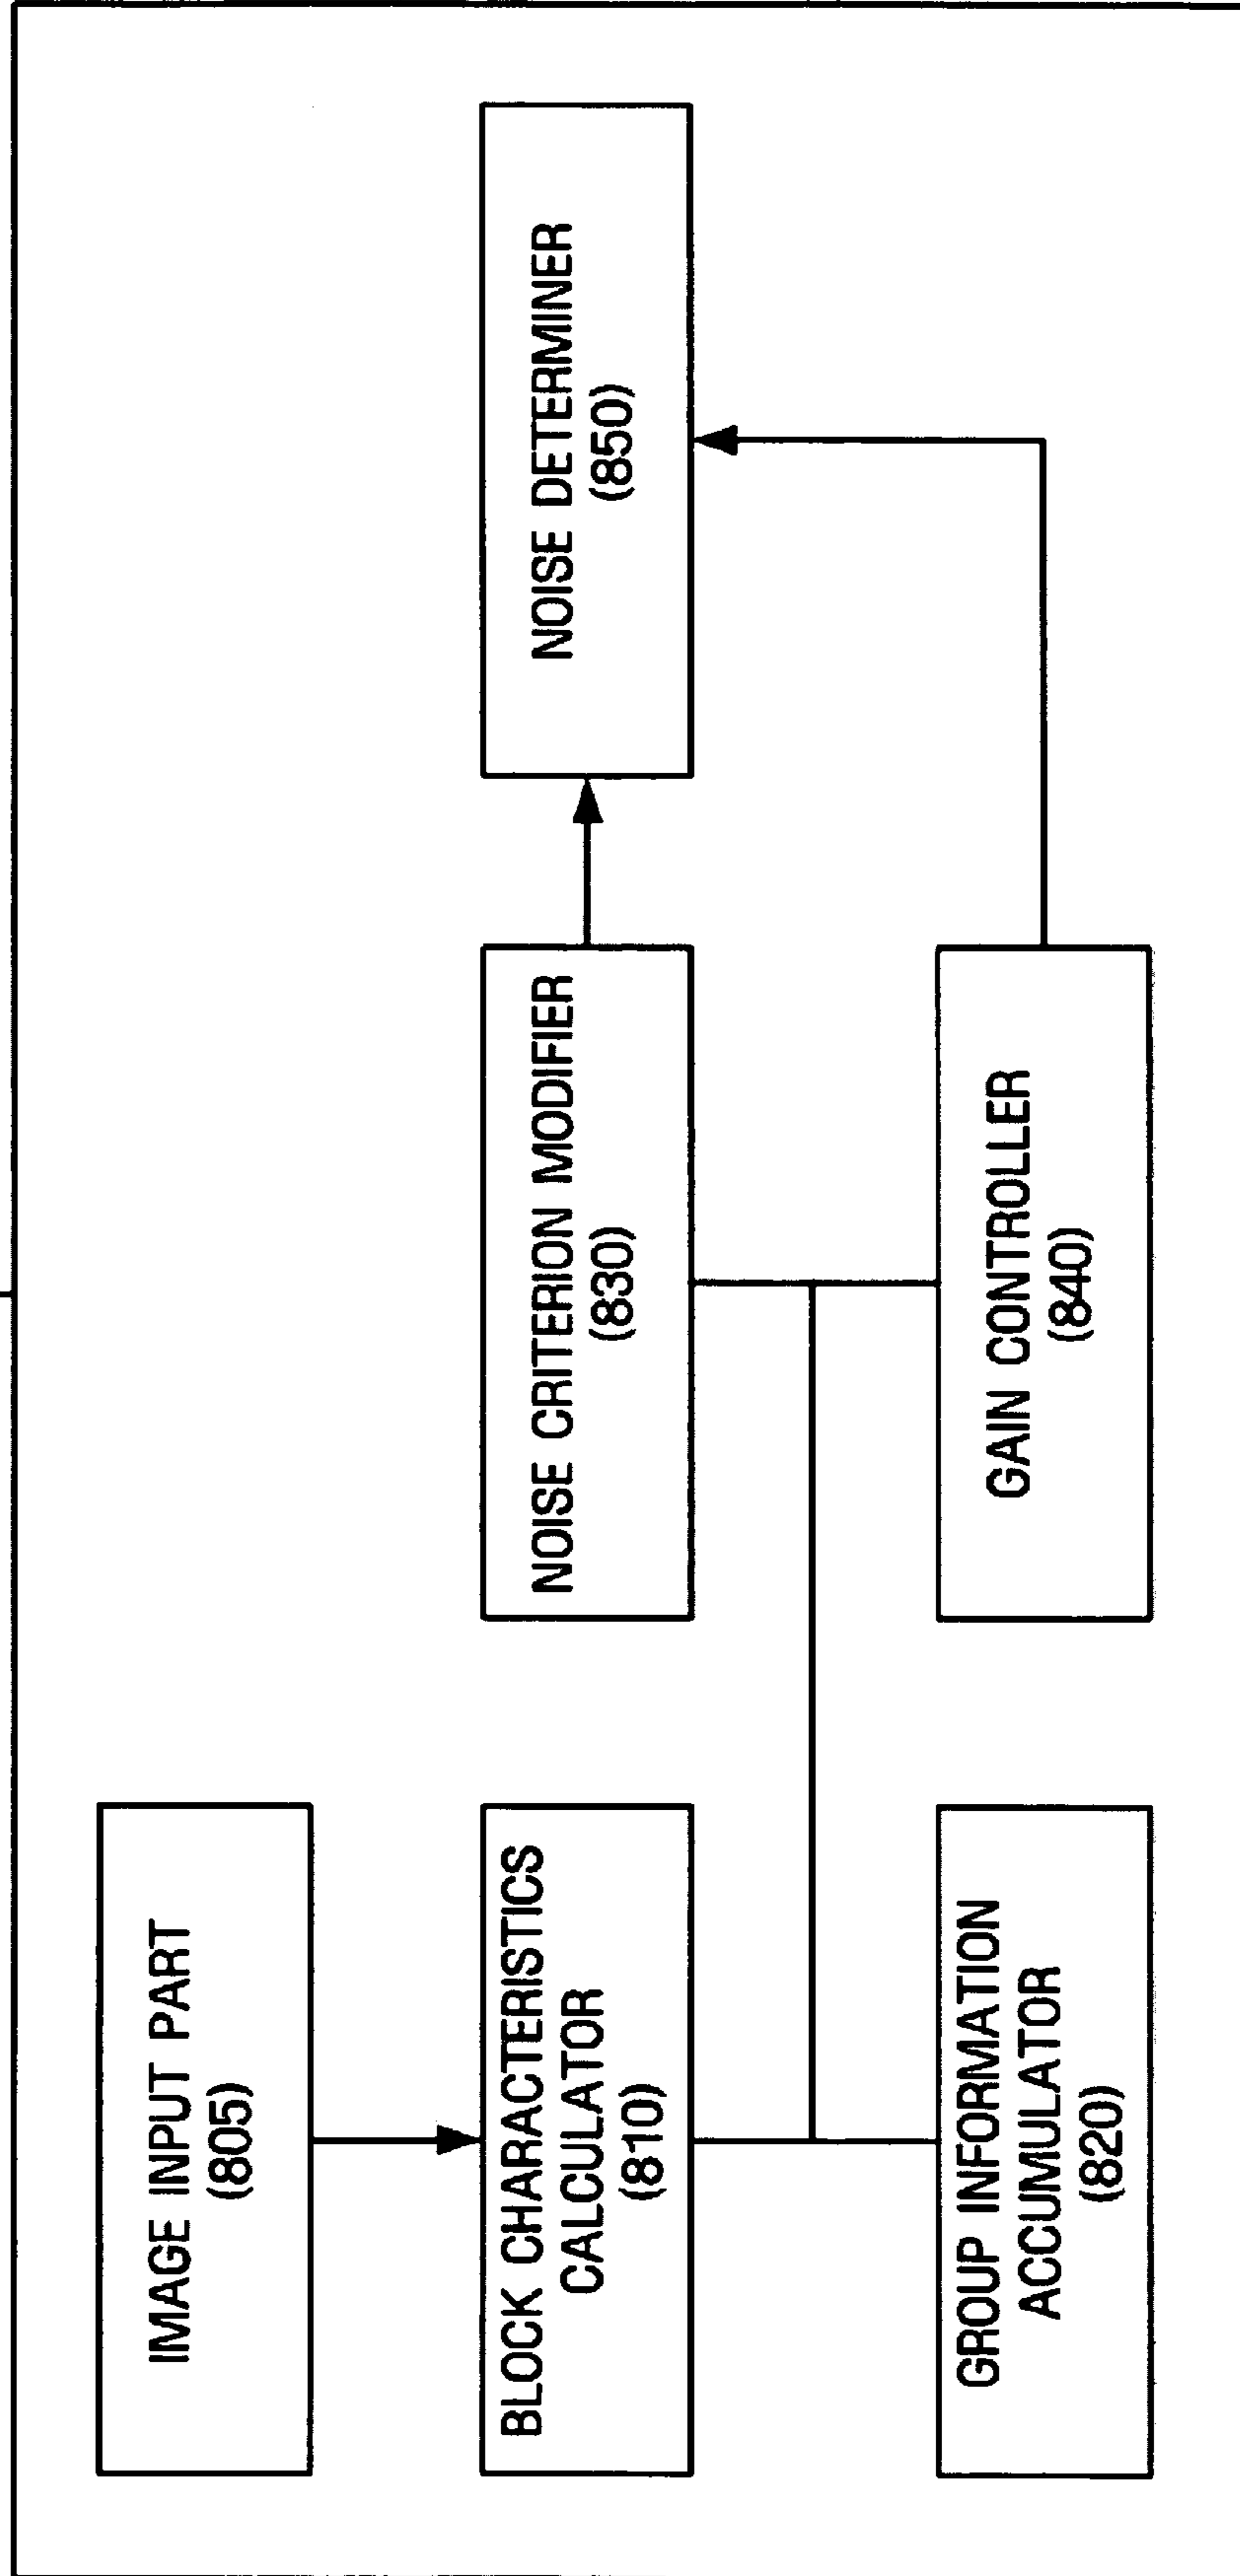 IMAGE INPUT PART
(805)
BLOCK CHARACTERISTICS
CALCULATOR
(810)
GROUP INFORMATION
ACCUMULATOR
(820)
NOISE CRITERION MODIFIER
(830)
GAIN CONTROLLER
(840)
NOISE DETERMINER
(850)